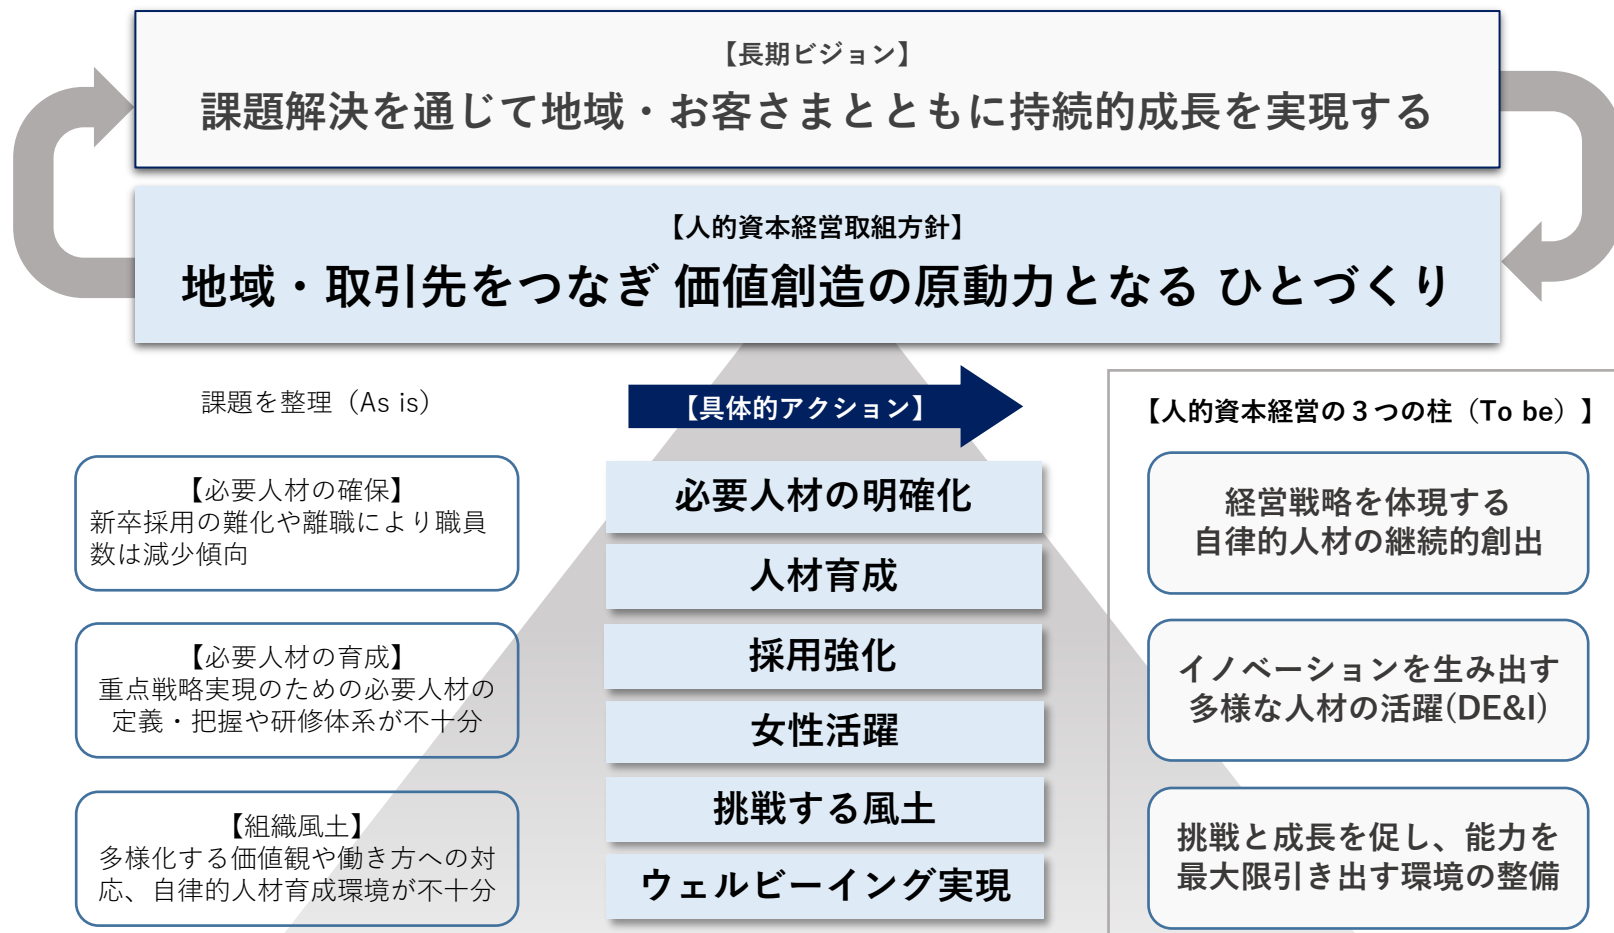 【長期ビジョン】
課題解決を通じて地域・お客さまとともに持続的成長を実現する
【人的資本経営取組方針】
地域・取引先をつなぎ 価値創造の原動力となる ひとづくり
課題を整理（As is）
【必要人材の確保】
新卒採用の難化や離職により職員
数は減少傾向
【必要人材の育成】
重点戦略実現のための必要人材の
定義・把握や研修体系が不十分
【組織風土】
多様化する価値観や働き方への対
応、自律的人材育成環境が不十分
【具体的アクション】
必要人材の明確化
人材育成
採用強化
女性活躍
挑戦する風土
ウェルビーイング実現
【人的資本経営の３つの柱（To be）】
経営戦略を体現する
自律的人材の継続的創出
イノベーションを生み出す
多様な人材の活躍(DE&I)
挑戦と成長を促し、能力を
最大限引き出す環境の整備